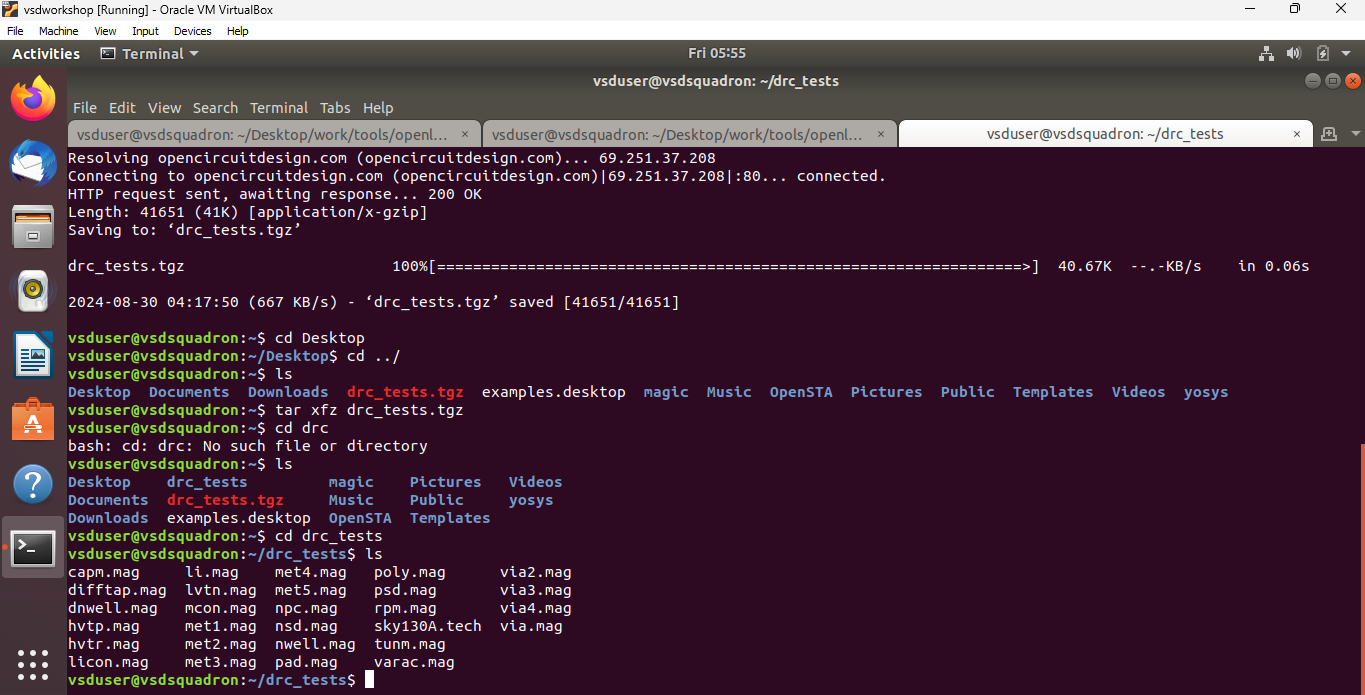 vsdworkshop [Running] - Oracle VM VirtualBox
File Machine View Input Devices Help
Activities Terminal Fri 05:55
vsduser@vsdsquadron: ~/drc_tests
File Edit View Search Terminal Tabs Help
vsduser@vsdsquadron: ~/Desktop/work/tools/openl... × vsduser@vsdsquadron: ~/Desktop/work/tools/openl... × vsduser@vsdsquadron: ~/drc_tests ×
Resolving opencircuitdesign.com (opencircuitdesign.com)... 69.251.37.208
Connecting to opencircuitdesign.com (opencircuitdesign.com)|69.251.37.208|:80... connected.
HTTP request sent, awaiting response... 200 OK
Length: 41651 (41K) [application/x-gzip]
Saving to: ‘drc_tests.tgz’
drc_tests.tgz 100%[=================================================================>] 40.67K --.-KB/s in 0.06s
2024-08-30 04:17:50 (667 KB/s) - ‘drc_tests.tgz’ saved [41651/41651]
vsduser@vsdsquadron:~$ cd Desktop
vsduser@vsdsquadron:~/Desktop$ cd ../
vsduser@vsdsquadron:~$ ls
Desktop Documents Downloads drc_tests.tgz examples.desktop magic Music OpenSTA Pictures Public Templates Videos yosys
vsduser@vsdsquadron:~$ tar xfz drc_tests.tgz
vsduser@vsdsquadron:~$ cd drc
bash: cd: drc: No such file or directory
vsduser@vsdsquadron:~$ ls
Desktop drc_tests magic Pictures Videos
Documents drc_tests.tgz Music Public yosys
Downloads examples.desktop OpenSTA Templates
vsduser@vsdsquadron:~$ cd drc_tests
vsduser@vsdsquadron:~/drc_tests$ ls
capm.mag li.mag met4.mag poly.mag via2.mag
difftap.mag lvtn.mag met5.mag psd.mag via3.mag
dnwell.mag mcon.mag npc.mag rpm.mag via4.mag
hvtp.mag met1.mag nsd.mag sky130A.tech via.mag
hvtr.mag met2.mag nwell.mag tunm.mag
licon.mag met3.mag pad.mag varac.mag
vsduser@vsdsquadron:~/drc_tests$